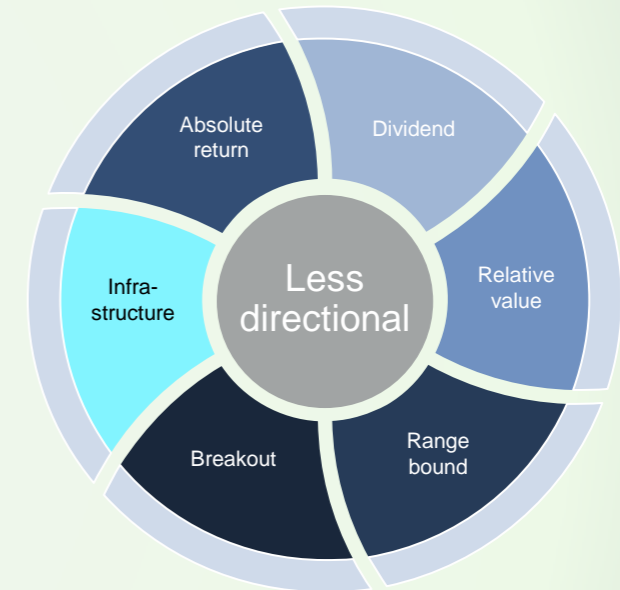 Absolute
return
Dividend
Infra-
structure
Less
directional
Relative
value
Breakout
Range
bound